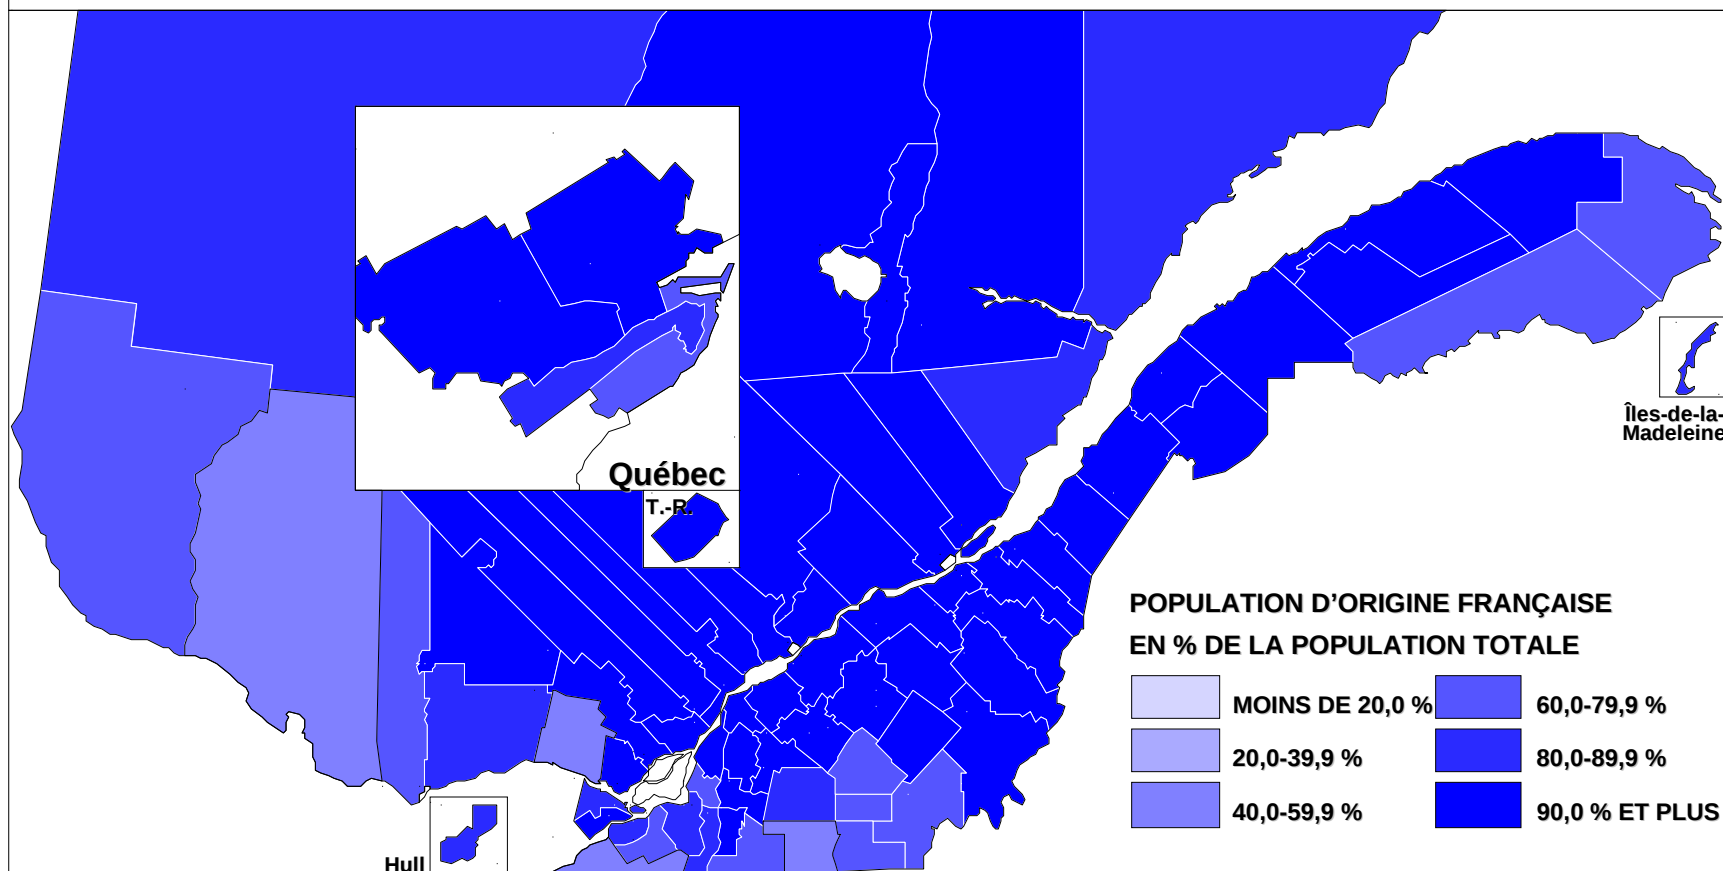 Québec
T.-R.
Îles-de-la-
Madeleine
POPULATION D’ORIGINE FRANÇAISE
EN % DE LA POPULATION TOTALE
MOINS DE 20,0 %
60,0-79,9 %
20,0-39,9 %
80,0-89,9 %
40,0-59,9 %
90,0 % ET PLUS
Hull